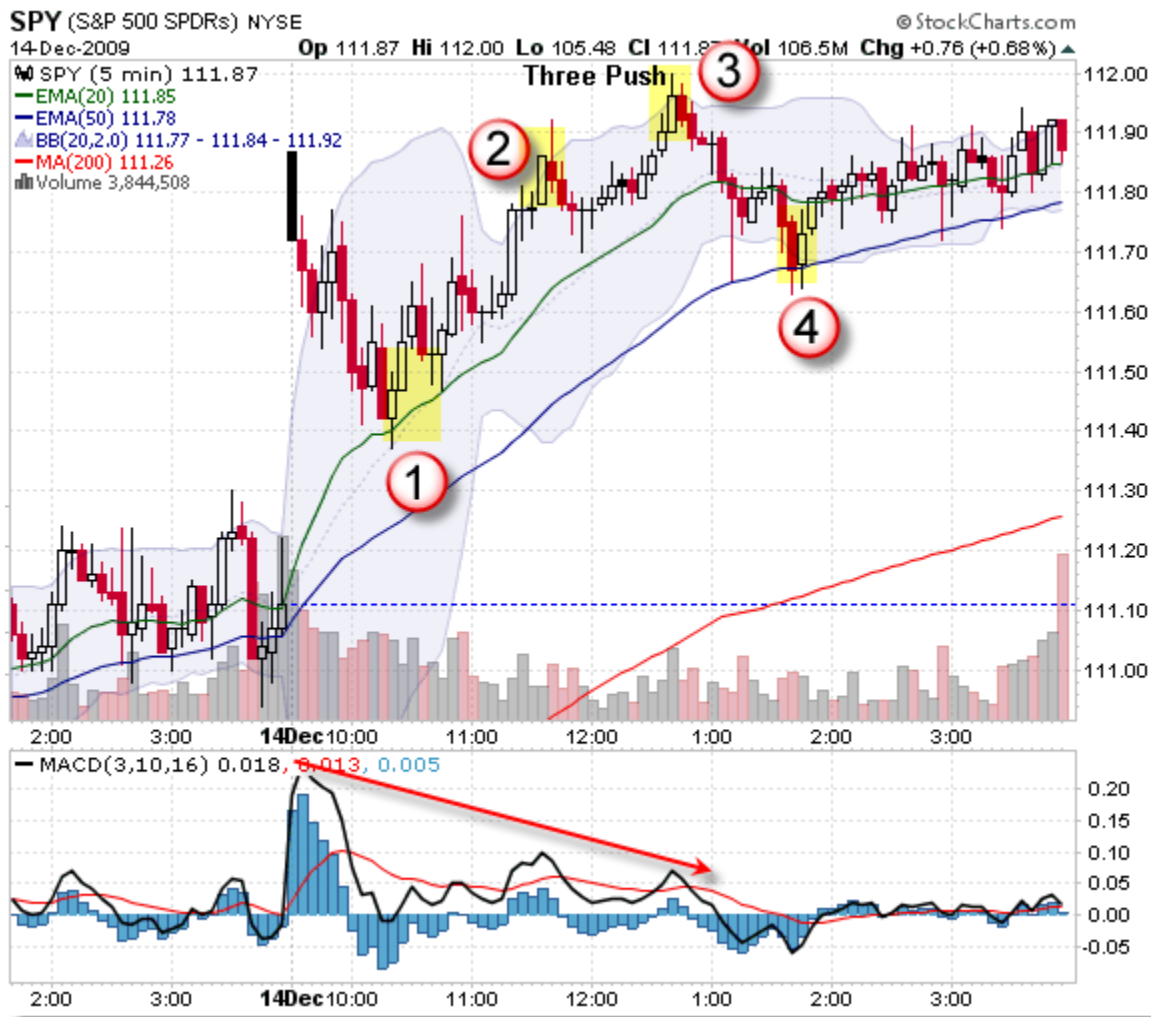 SPY (S&P 500 SPDRs) NYSE © StockCharts.com
14-Dec-2009 Op 111.87 Hi 112.00 Lo 105.48 Cl 111.87 Vol 106.5M Chg +0.76 (+0.68%)
SPY (5 min) 111.87
EMA(20) 111.85
EMA(50) 111.78
BB(20,2.0) 111.77 - 111.84 - 111.92
MA(200) 111.26
Volume 3,844,508
Three Push
3
2
1
4
112.00
111.90
111.80
111.70
111.60
111.50
111.40
111.30
111.20
111.10
111.00
2:00 3:00 14Dec 10:00 11:00 12:00 1:00 2:00 3:00
MACD(3,10,16) 0.018, 0.013, 0.005
0.20
0.15
0.10
0.05
0.00
-0.05
2:00 3:00 14Dec 10:00 11:00 12:00 1:00 2:00 3:00